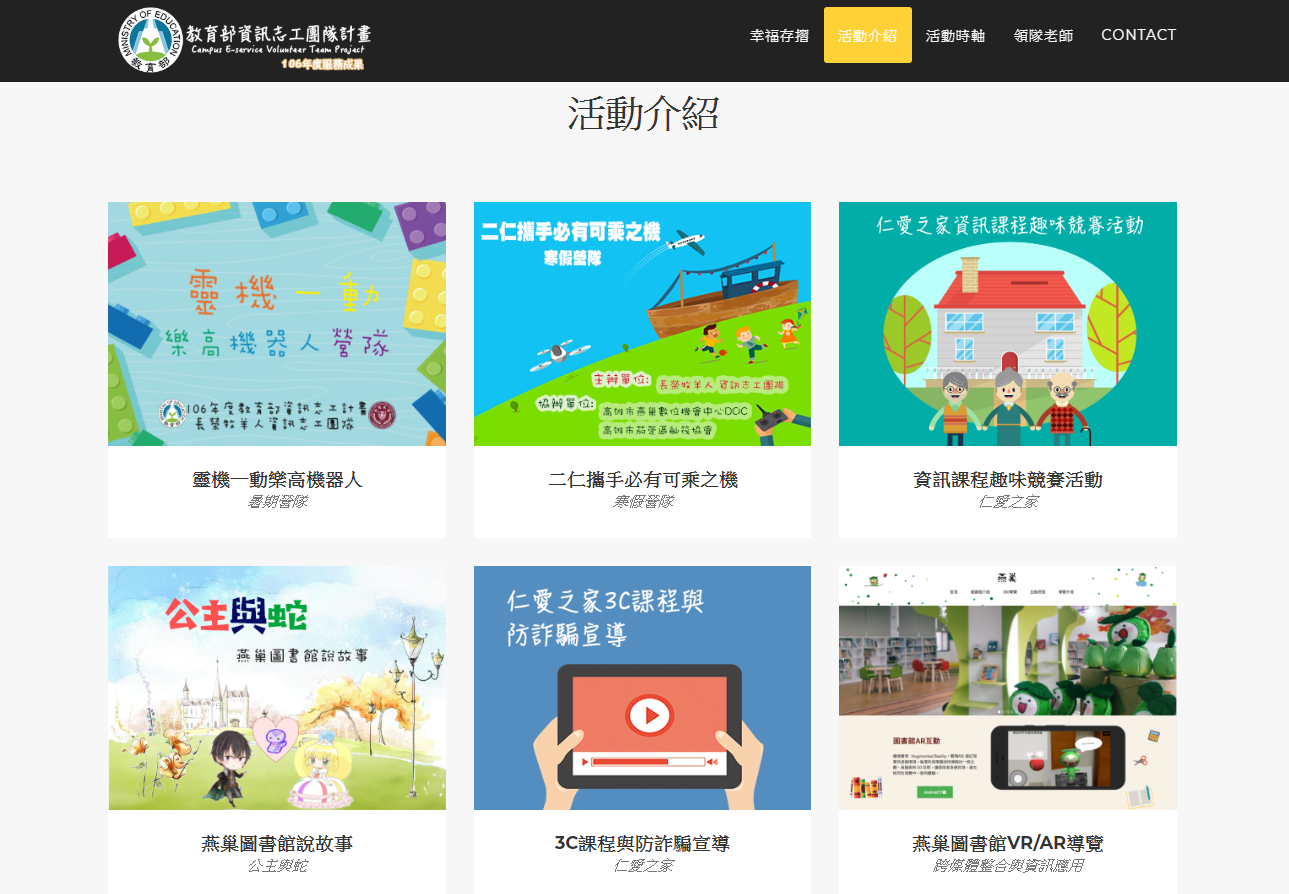 MINISTRY OF EDUCATION
教育部
教育部資訊志工團隊計畫
Campus E-service Volunteer Team Project
106年度服務成果
幸福存摺
活動介紹
活動時軸
領隊老師
CONTACT
活動介紹
靈機一動
樂高機器人營隊
106年度教育部資訊志工計畫
長榮牧羊人資訊志工團隊
靈機一動樂高機器人
暑期營隊
二仁攜手必有可乘之機
寒假營隊
主辦單位:
長榮牧羊人 資訊志工團隊
協辦單位:
高雄市燕巢數位機會中心DOC
高雄市茄萣區舢筏協會
二仁攜手必有可乘之機
寒假營隊
仁愛之家資訊課程趣味競賽活動
資訊課程趣味競賽活動
仁愛之家
公主與蛇
燕巢圖書館說故事
燕巢圖書館說故事
公主與蛇
仁愛之家3C課程與
防詐騙宣導
3C課程與防詐騙宣導
仁愛之家
燕巢
首頁
圖書館AR互動
燕巢圖書館VR/AR導覽
跨媒體整合與資訊應用